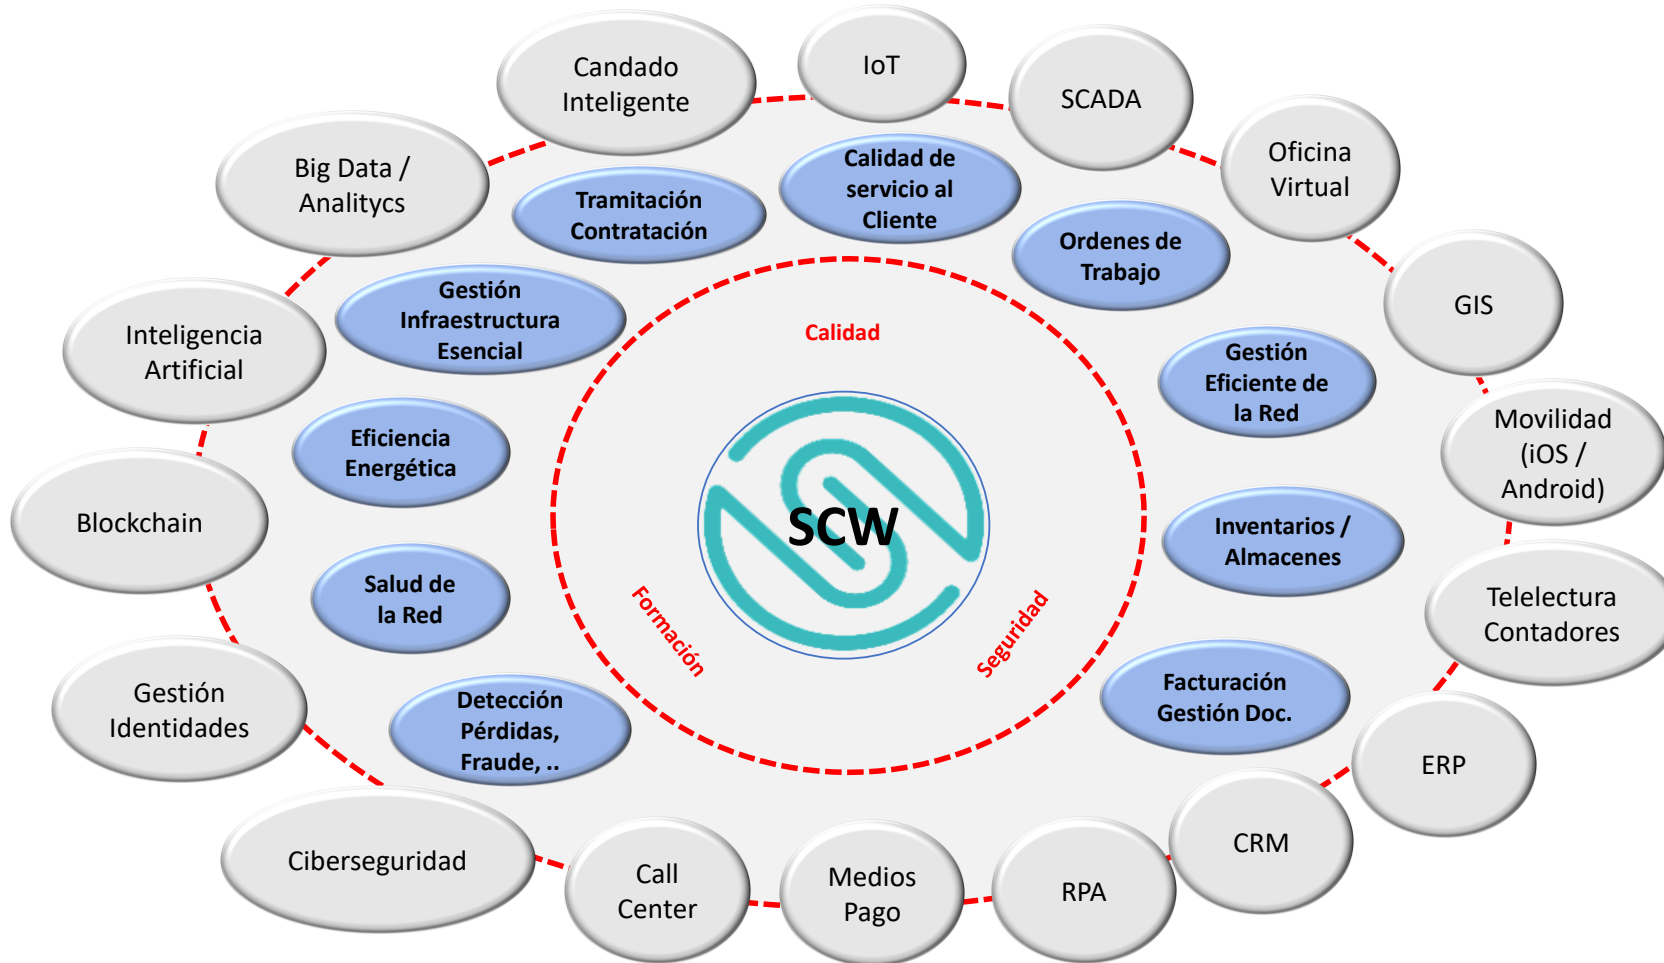 Candado
Inteligente
IoT
SCADA
Oficina
Virtual
Big Data /
Analitycs
Tramitación
Contratación
Calidad de
servicio al
Cliente
Ordenes de
Trabajo
GIS
Inteligencia
Artificial
Gestión
Infraestructura
Esencial
Calidad
Gestión
Eficiente de
la Red
Movilidad
(iOS /
Android)
Eficiencia
Energética
Blockchain
SCW
Inventarios /
Almacenes
Salud de
la Red
Formación
Seguridad
Telelectura
Contadores
Gestión
Identidades
Detección
Pérdidas,
Fraude, ..
Facturación
Gestión Doc.
ERP
Ciberseguridad
Call
Center
Medios
Pago
RPA
CRM